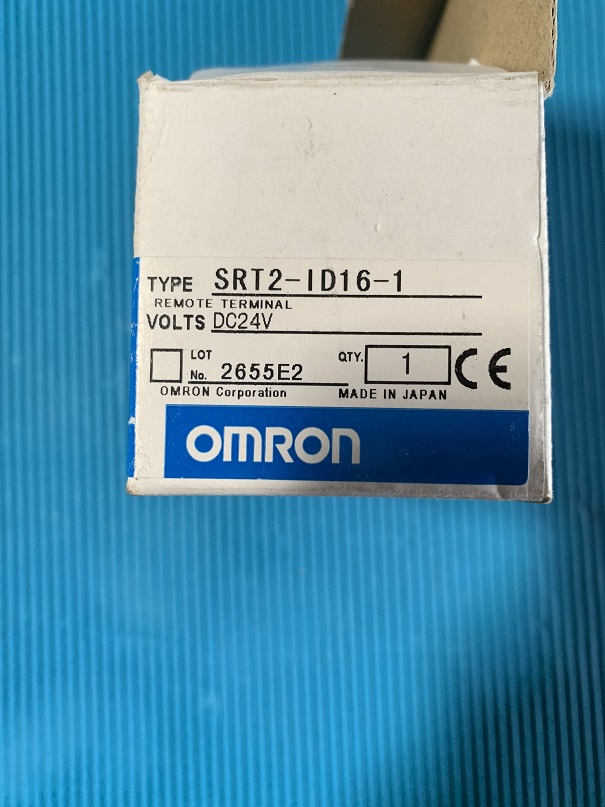 TYPE SRT2-ID16-1
REMOTE TERMINAL
VOLTS DC24V
LOT No. 2655E2 QTY. 1 CE
OMRON Corporation MADE IN JAPAN
OMRON